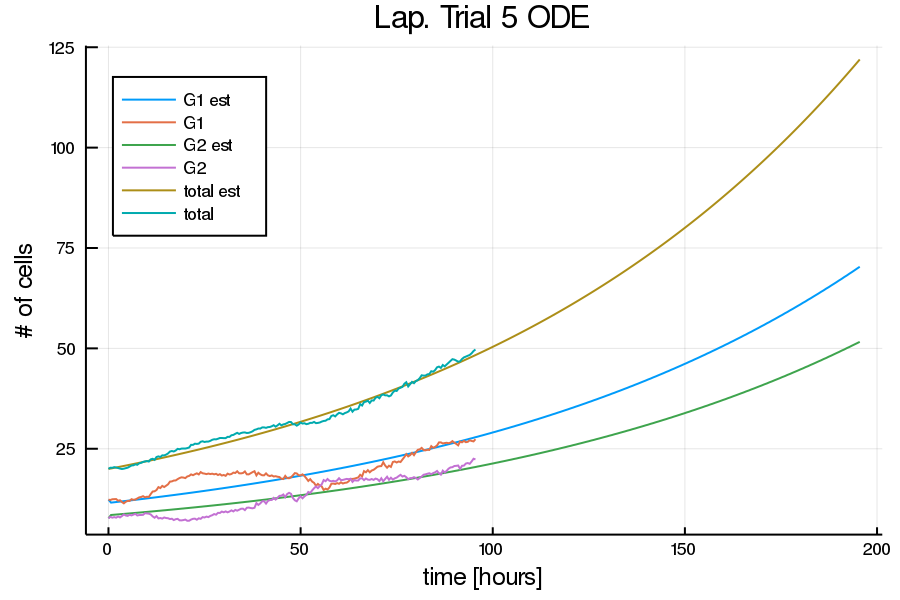 Lap. Trial 5 ODE
125
100
75
50
25
G1 est
G1
G2 est
G2
total est
total
# of cells
0
50
100
150
200
time [hours]